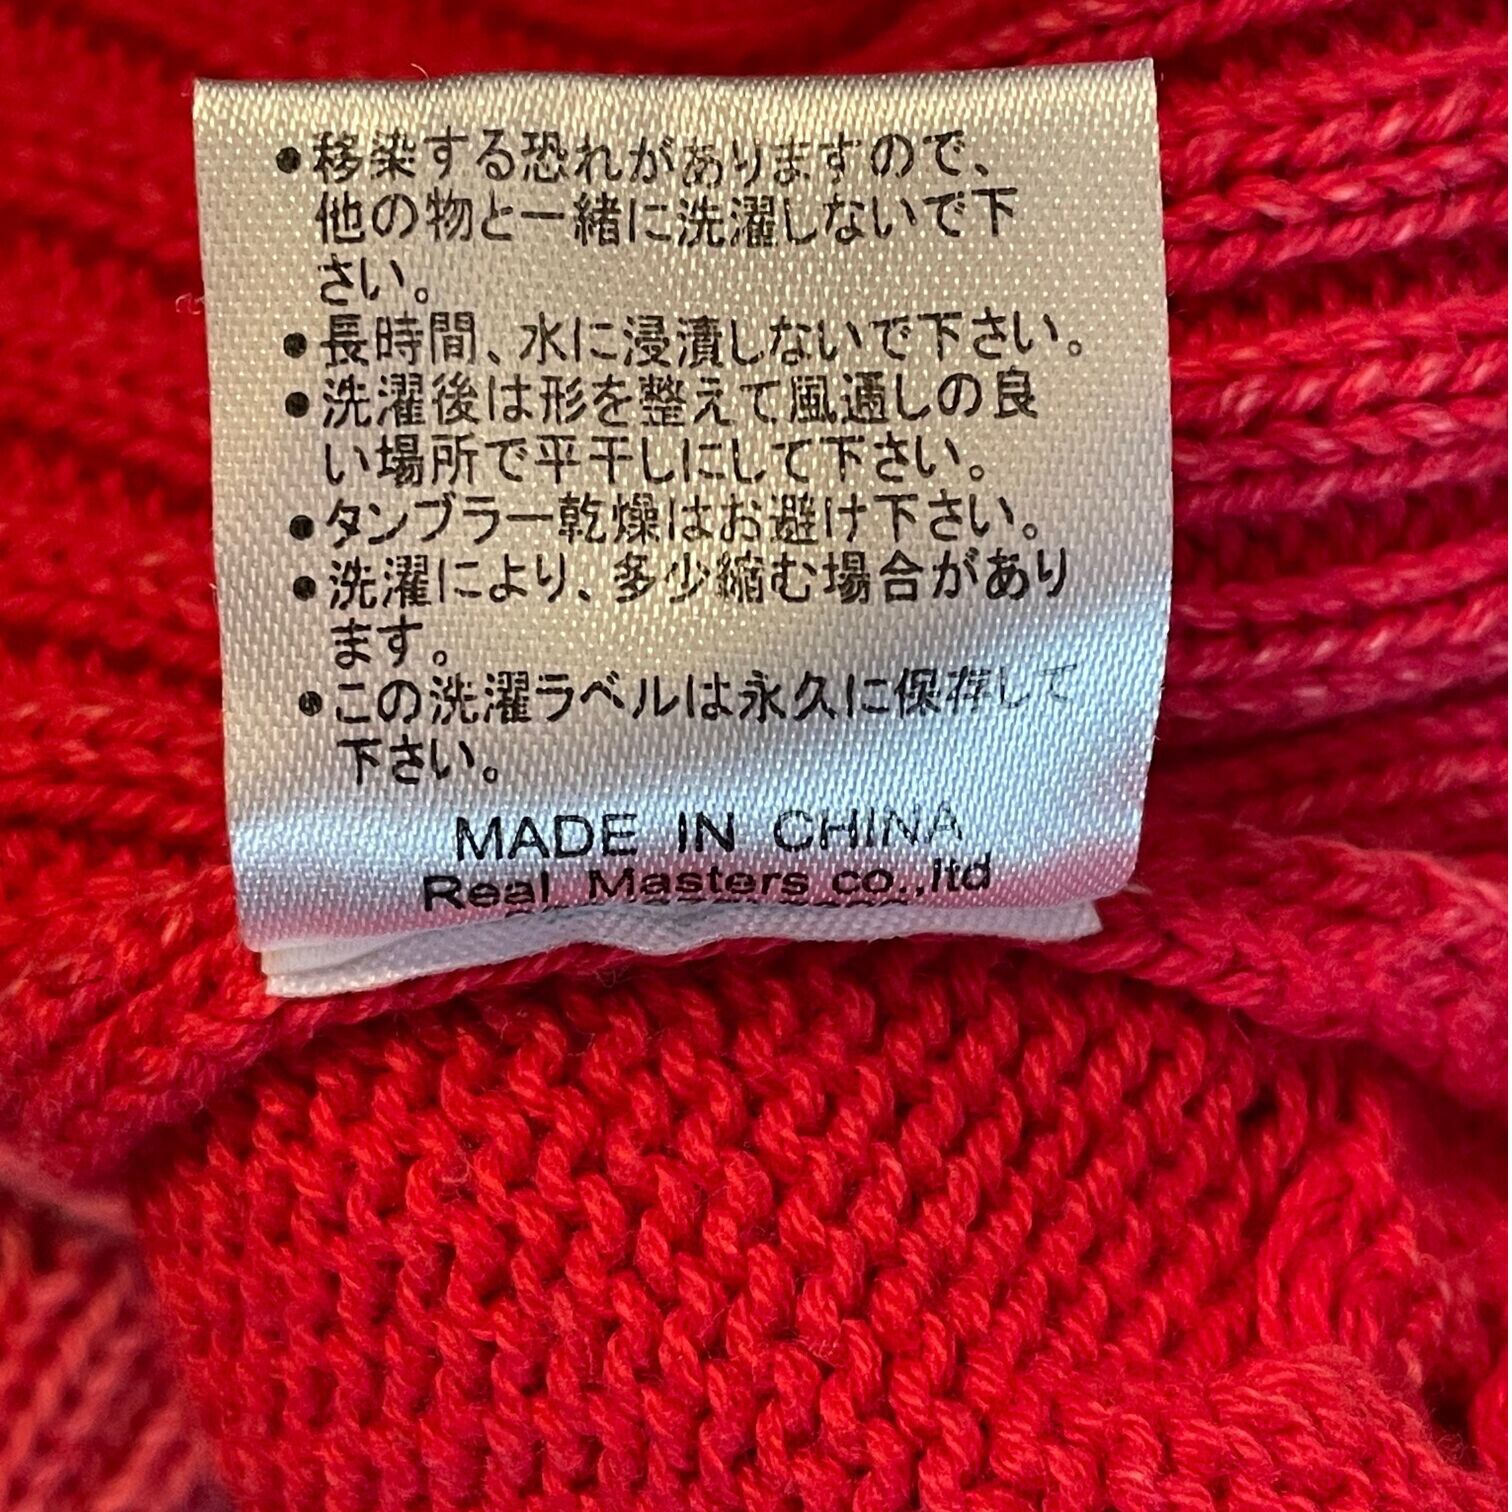 ●移染する恐れがありますので、
他の物と一緒に洗濯しないで下
さい。
●長時間、水に浸漬しないで下さい。
●洗濯後は形を整えて風通しの良
い場所で平干しにして下さい。
●タンブラー乾燥はお避け下さい。
●洗濯により、多少縮む場合があり
ます。
●この洗濯ラベルは永久に保存して
下さい。
MADE IN CHINA
Real Masters co.,ltd